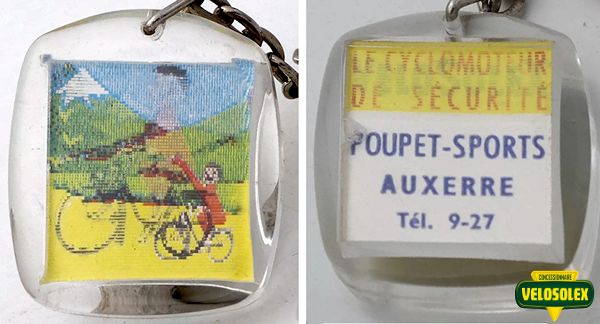 LE CYCLOMOTEUR
DE SÉCURITÉ
POUPET-SPORTS
AUXERRE
Tél. 9-27
CONCESSIONNAIRE
VELOSOLEX